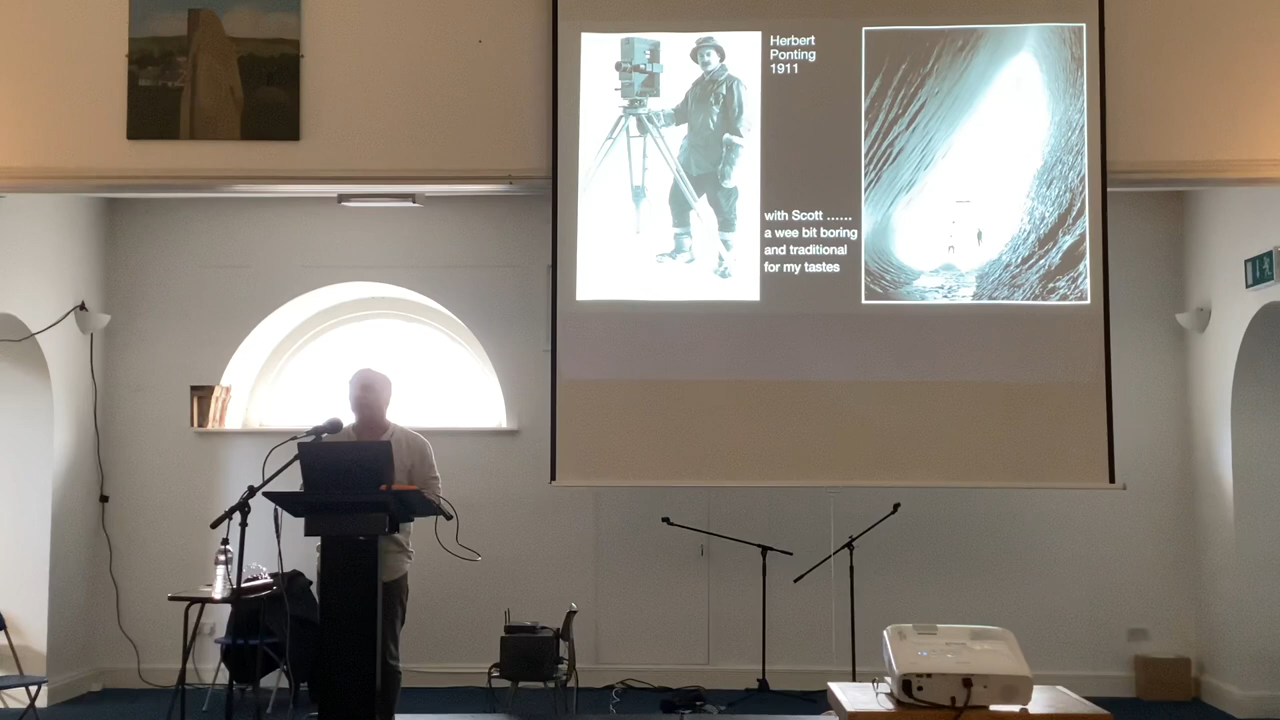 Herbert
Ponting
1911
with Scott ......
a wee bit boring
and traditional
for my tastes